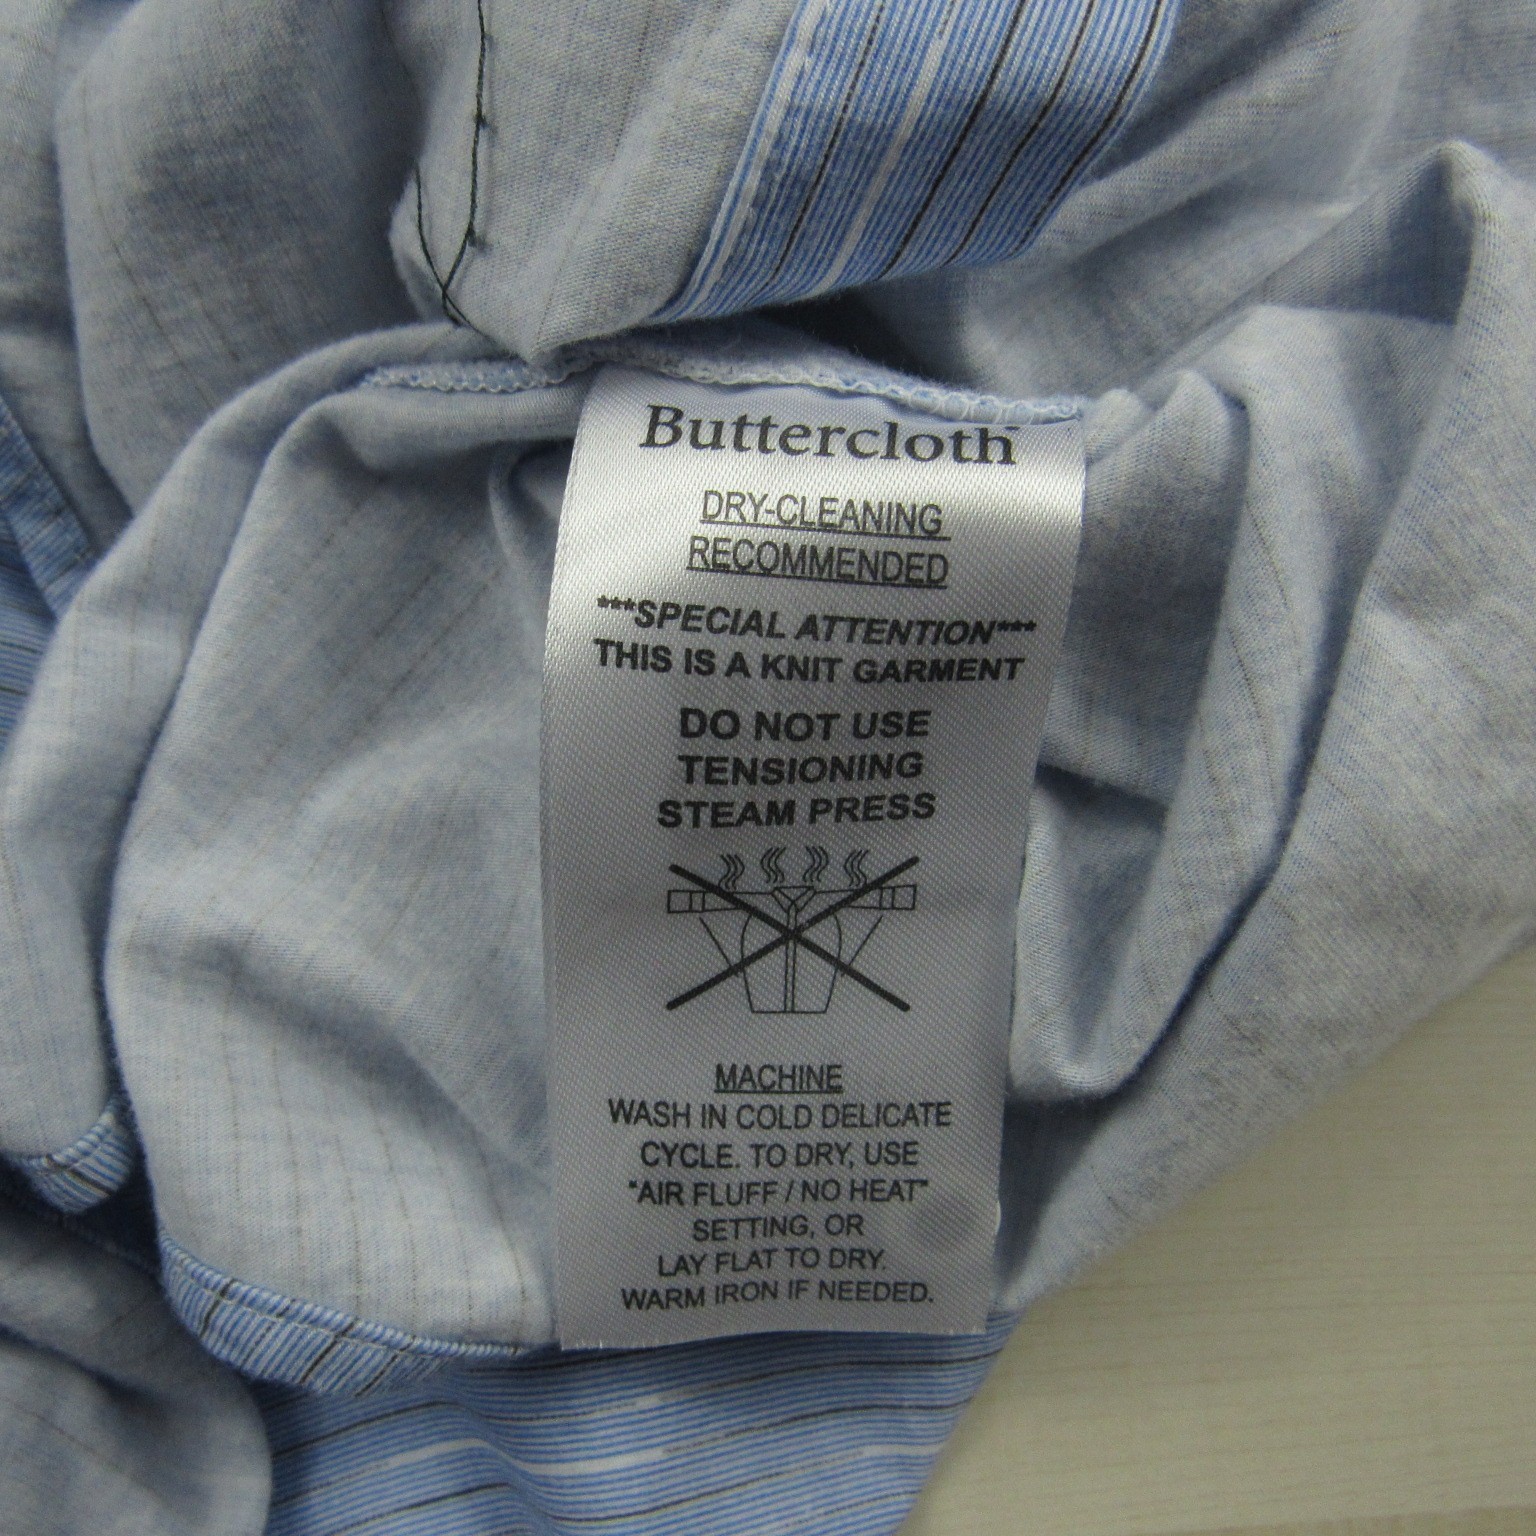 Buttercloth
DRY-CLEANING
RECOMMENDED
***SPECIAL ATTENTION***
THIS IS A KNIT GARMENT
DO NOT USE
TENSIONING
STEAM PRESS
MACHINE
WASH IN COLD DELICATE
CYCLE. TO DRY, USE
"AIR FLUFF / NO HEAT"
SETTING, OR
LAY FLAT TO DRY.
WARM IRON IF NEEDED.